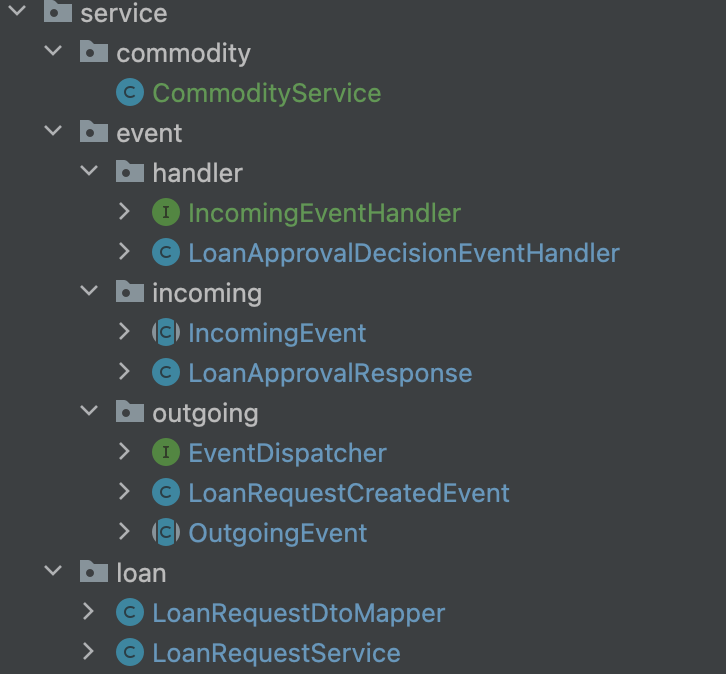 service
commodity
C CommodityService
event
handler
I IncomingEventHandler
C LoanApprovalDecisionEventHandler
incoming
C IncomingEvent
C LoanApprovalResponse
outgoing
I EventDispatcher
C LoanRequestCreatedEvent
C OutgoingEvent
loan
C LoanRequestDtoMapper
C LoanRequestService